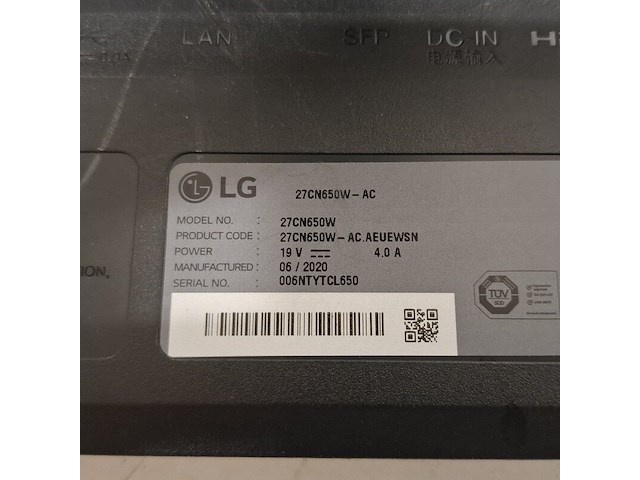 LAN SFP DC IN H
电源输入
LG 27CN650W-AC
MODEL NO. : 27CN650W
PRODUCT CODE : 27CN650W-AC.AEUEWSN
POWER : 19 V ⎓ 4.0 A
MANUFACTURED : 06 / 2020
SERIAL NO. : 006NTYTCL650
TÜV
SÜD